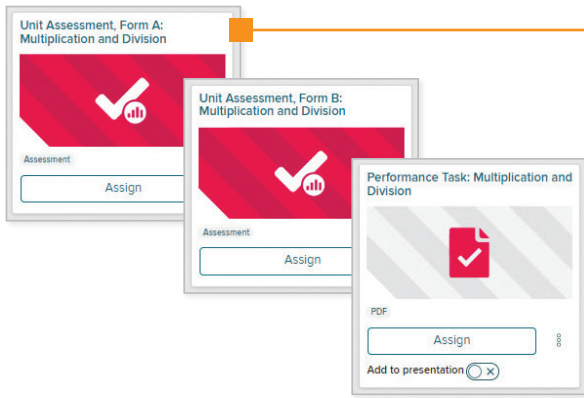 Unit Assessment, Form A:
Multiplication and Division
Assessment
Assign
Unit Assessment, Form B:
Multiplication and Division
Assessment
Assign
Performance Task: Multiplication and
Division
PDF
Assign
Add to presentation